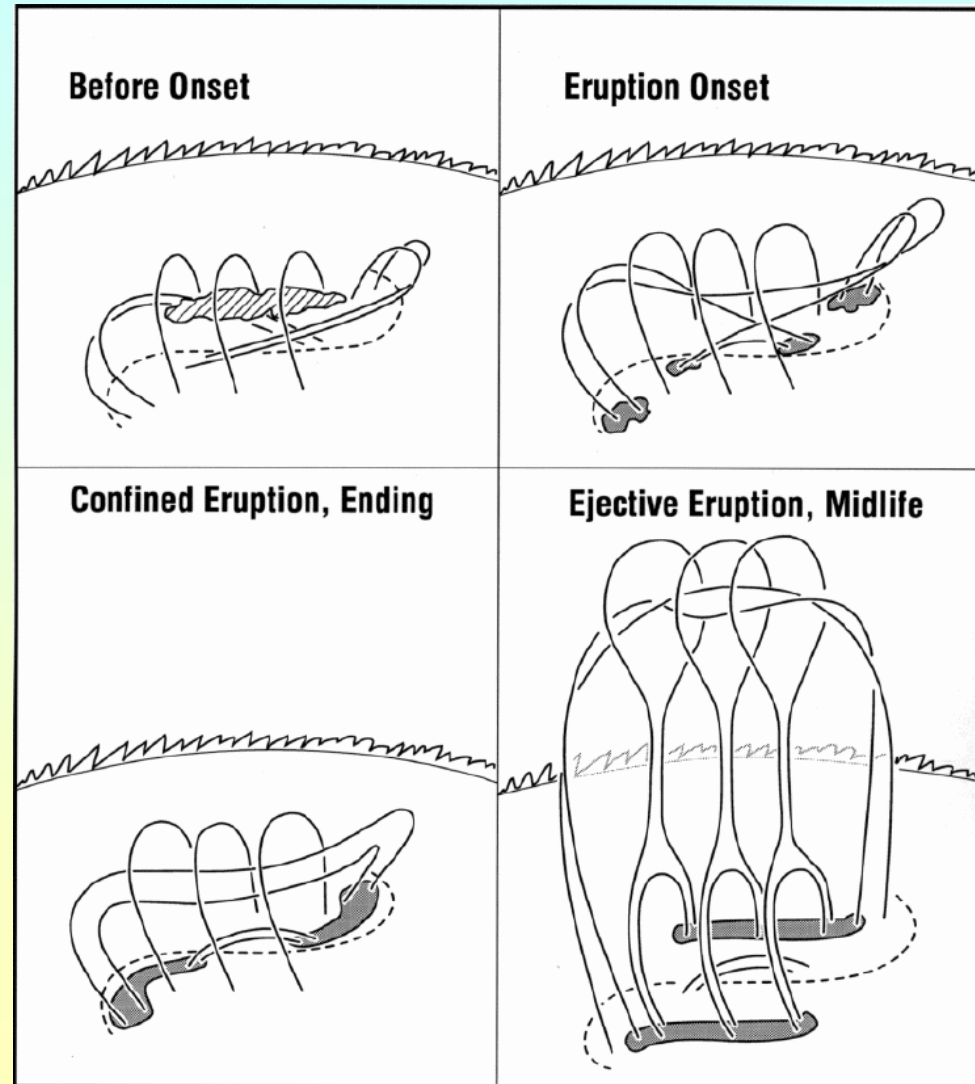 Before Onset
Eruption Onset
Confined Eruption, Ending
Ejective Eruption, Midlife